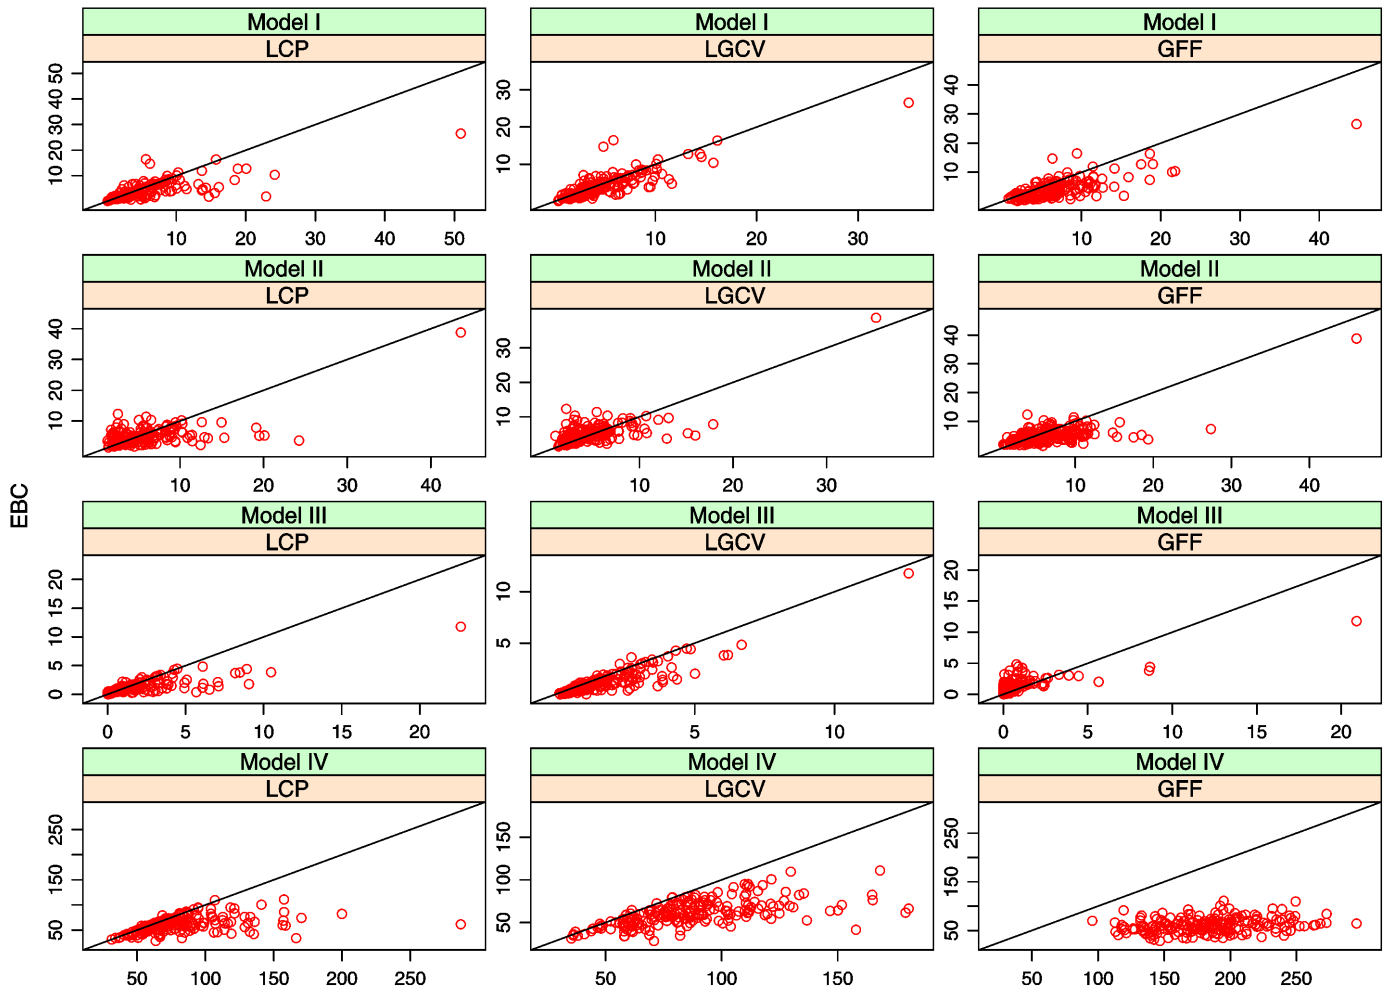 Model I Model I Model I
LCP LGCV GFF
10 20 30 40 50
10 20 30
10 20 30 40
10 20 30 40 50
10 20 30
10 20 30 40
Model II Model II Model II
LCP LGCV GFF
10 20 30 40
10 20 30
10 20 30 40
10 20 30 40
10 20 30
10 20 30 40
EBC
Model III Model III Model III
LCP LGCV GFF
0 5 10 15 20
5 10
0 5 10 15 20
0 5 10 15 20
5 10
0 5 10 15 20
Model IV Model IV Model IV
LCP LGCV GFF
50 150 250
50 100 150
50 150 250
50 100 150 200 250
50 100 150
50 100 150 200 250